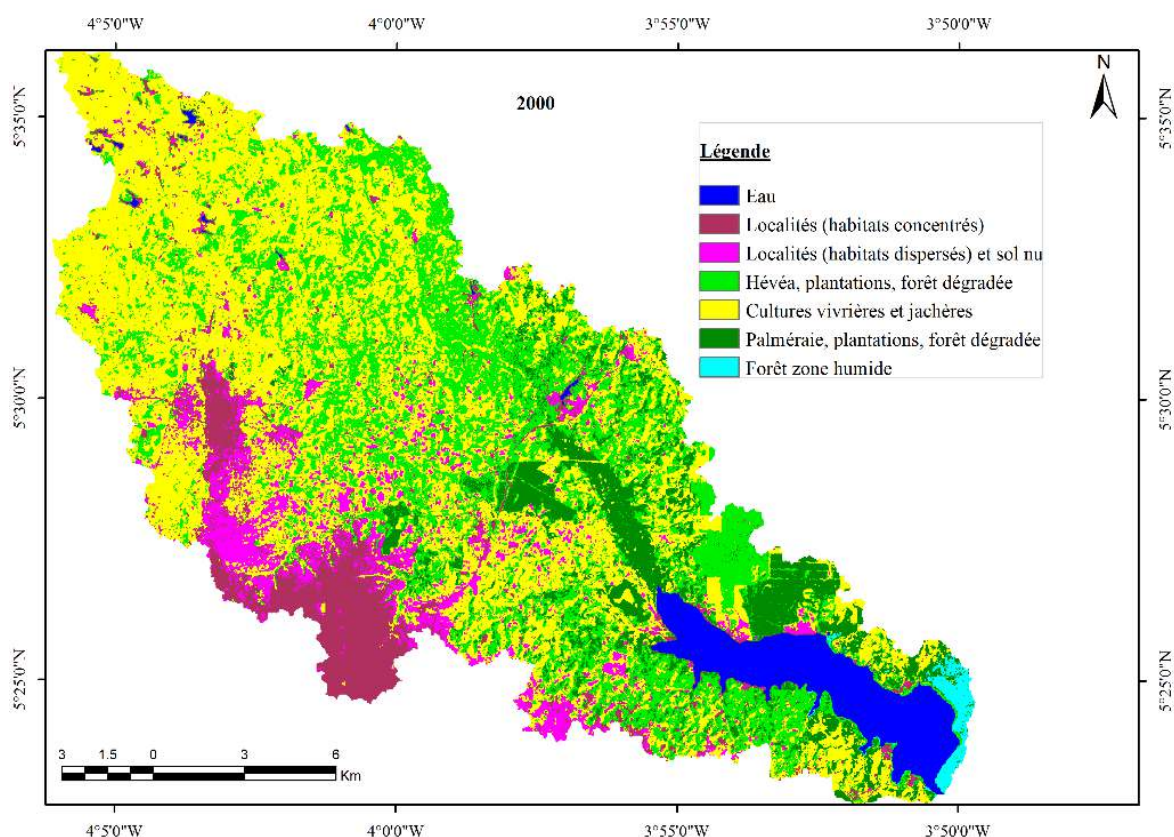 4°5'0"W 4°0'0"W 3°55'0"W 3°50'0"W
N
2000
5°35'0"N 5°35'0"N
Légende
Eau
Localités (habitats concentrés)
Localités (habitats dispersés) et sol nu
Hévéa, plantations, forêt dégradée
Cultures vivrières et jachères
Palméraie, plantations, forêt dégradée
Forêt zone humide
5°30'0"N 5°30'0"N
5°25'0"N 5°25'0"N
3 1.5 0 3 6
Km
4°5'0"W 4°0'0"W 3°55'0"W 3°50'0"W